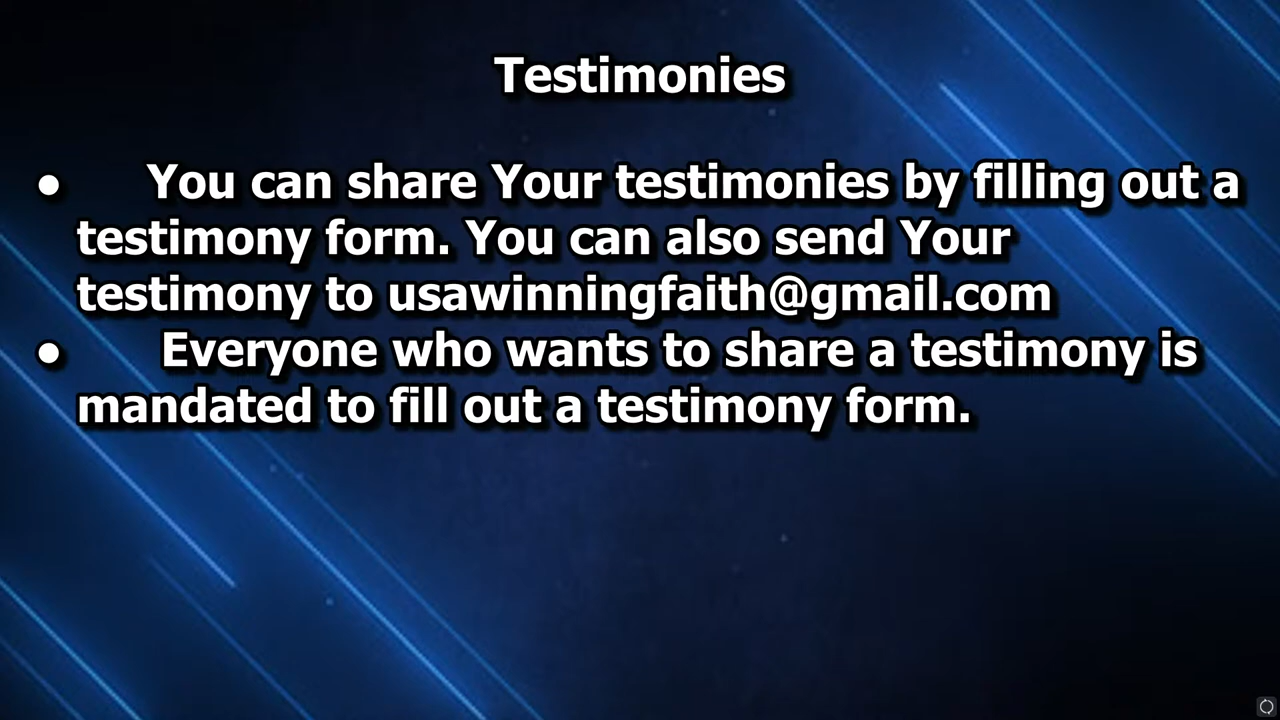 Testimonies
● You can share Your testimonies by filling out a
testimony form. You can also send Your
testimony to usawinningfaith@gmail.com
● Everyone who wants to share a testimony is
mandated to fill out a testimony form.